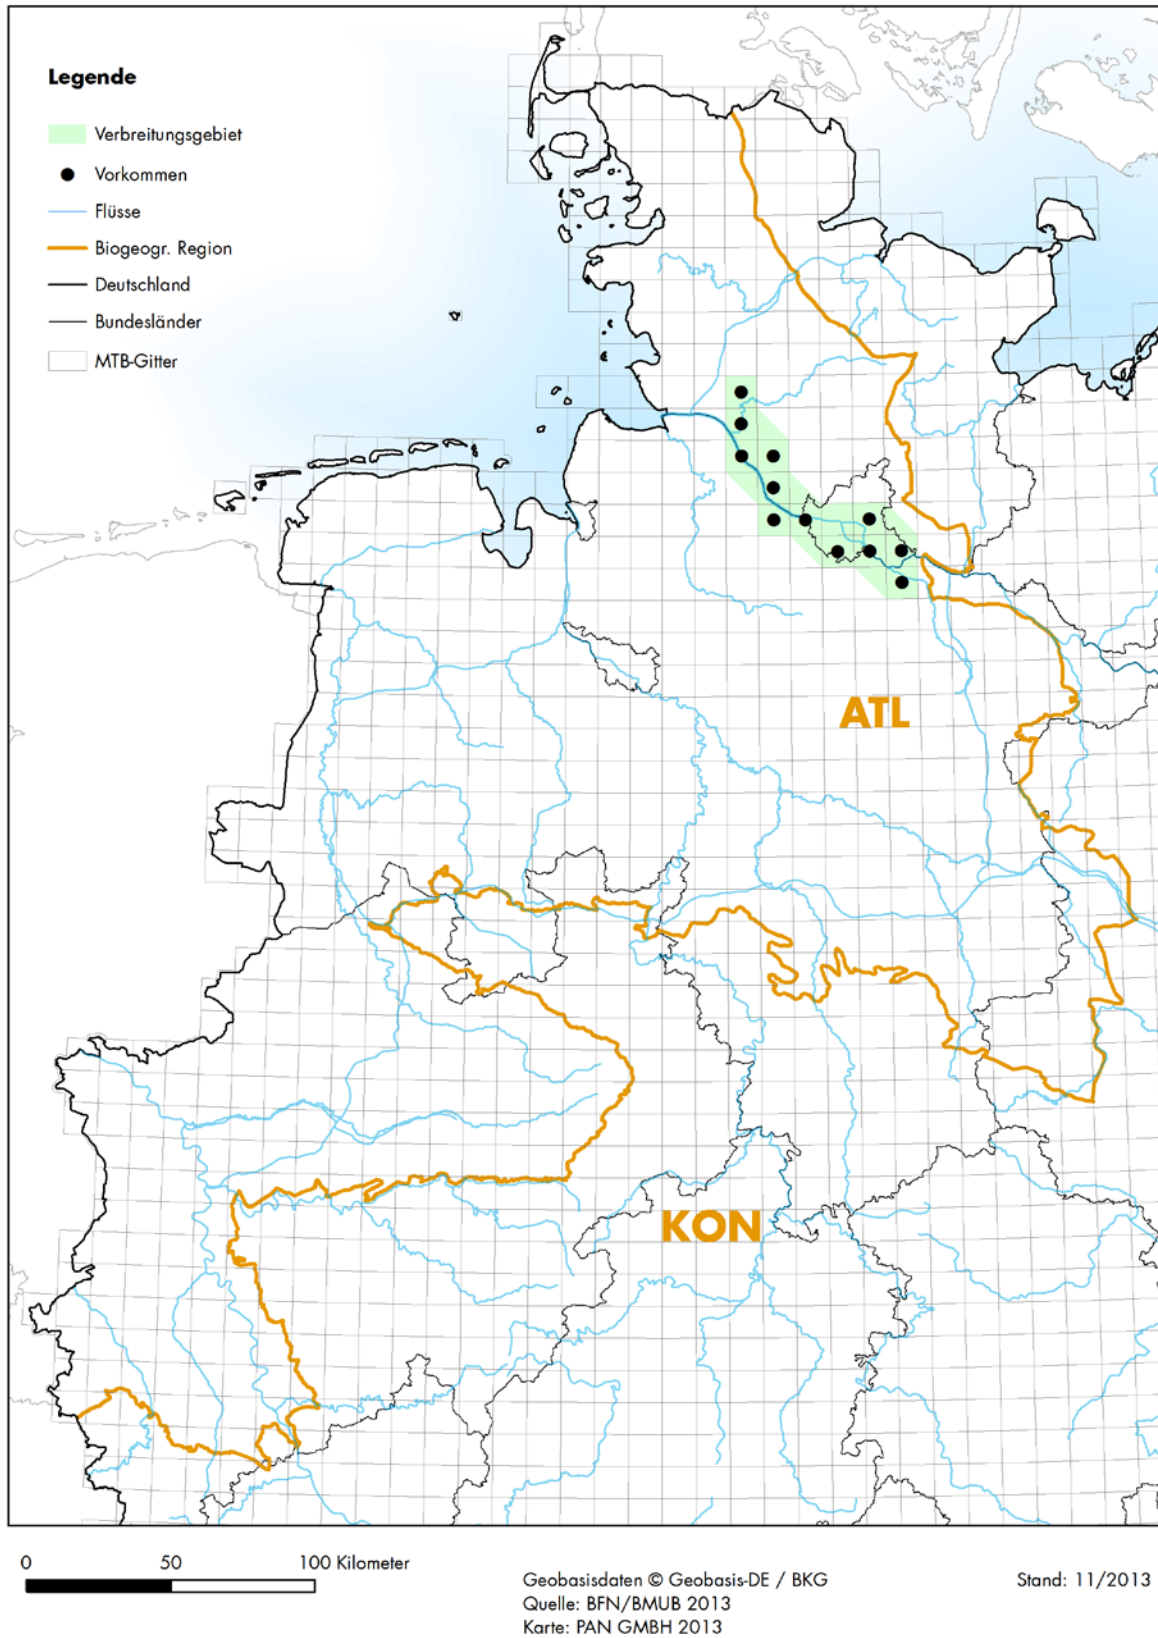 Legende
Verbreitungsgebiet
Vorkommen
Flüsse
Biogeogr. Region
Deutschland
Bundesländer
MTB-Gitter
ATL
KON
0 50 100 Kilometer
Geobasisdaten © Geobasis-DE / BKG
Quelle: BFN/BMUB 2013
Karte: PAN GMBH 2013
Stand: 11/2013